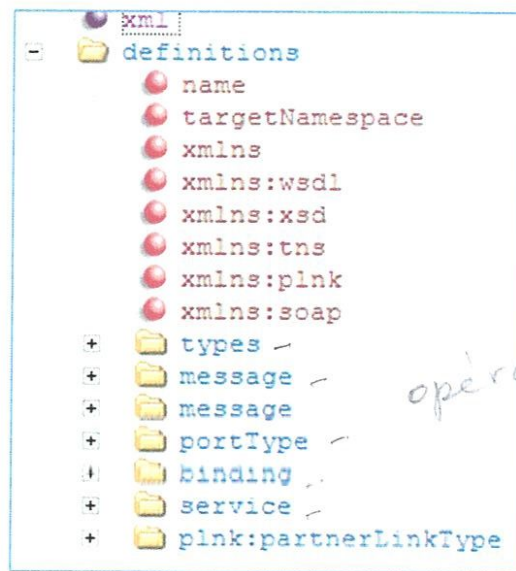 xml
definitions
name
targetNamespace
xmlns
xmlns:wsdl
xmlns:xsd
xmlns:tns
xmlns:plnk
xmlns:soap
types
message
message
portType
binding
service
plnk:partnerLinkType